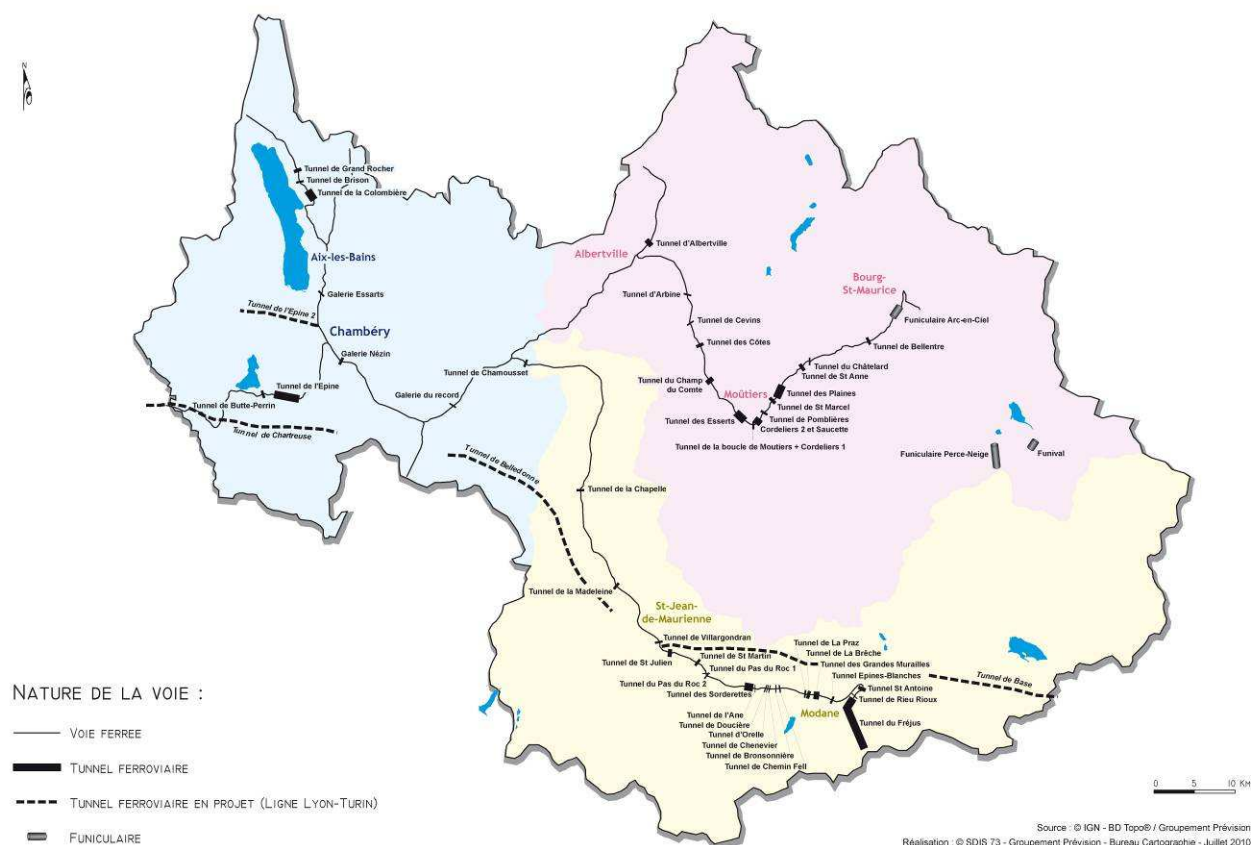 N
Tunnel de Grand Rocher
Tunnel de Brison
Tunnel de la Colombière
Aix-les-Bains
Galerie Essarts
Tunnel de l'Epine 2
Chambéry
Galerie Nézin
Tunnel de l'Epine
Tunnel de Butte-Perrin
Tunnel de Chartreuse
Galerie du record
Tunnel de Chamousset
Tunnel de Belledonne
Albertville
Tunnel d'Albertville
Tunnel d'Arbine
Tunnel de Cevins
Tunnel des Côtes
Tunnel du Champ
du Comte
Tunnel des Esserts
Moûtiers
Bourg-
St-Maurice
Funiculaire Arc-en-Ciel
Tunnel de Bellentre
Tunnel du Châtelard
Tunnel de St Anne
Tunnel des Plaines
Tunnel de St Marcel
Tunnel de Pomblières
Cordeliers 2 et Saucette
Tunnel de la boucle de Moutiers + Cordeliers 1
Funiculaire Perce-Neige
Funival
Tunnel de la Chapelle
Tunnel de la Madeleine
St-Jean-
de-Maurienne
Tunnel de Villargondran
Tunnel de St Julien
Tunnel de St Martin
Tunnel du Pas du Roc 1
Tunnel du Pas du Roc 2
Tunnel des Sorderettes
Tunnel de La Praz
Tunnel de La Brèche
Tunnel des Grandes Murailles
Tunnel Epines-Blanches
Tunnel St Antoine
Tunnel de Rieu Rioux
Modane
Tunnel du Fréjus
Tunnel de Base
Tunnel de l'Ane
Tunnel de Doucière
Tunnel d'Orelle
Tunnel de Chenevier
Tunnel de Bronsonnière
Tunnel de Chemin Fell
NATURE DE LA VOIE :
VOIE FERREE
TUNNEL FERROVIAIRE
TUNNEL FERROVIAIRE EN PROJET (LIGNE LYON-TURIN)
FUNICULAIRE
0 5 10 KM
Source : © IGN - BD Topo® / Groupement Prévision
Réalisation : © SDIS 73 - Groupement Prévision - Bureau Cartographie - Juillet 2010